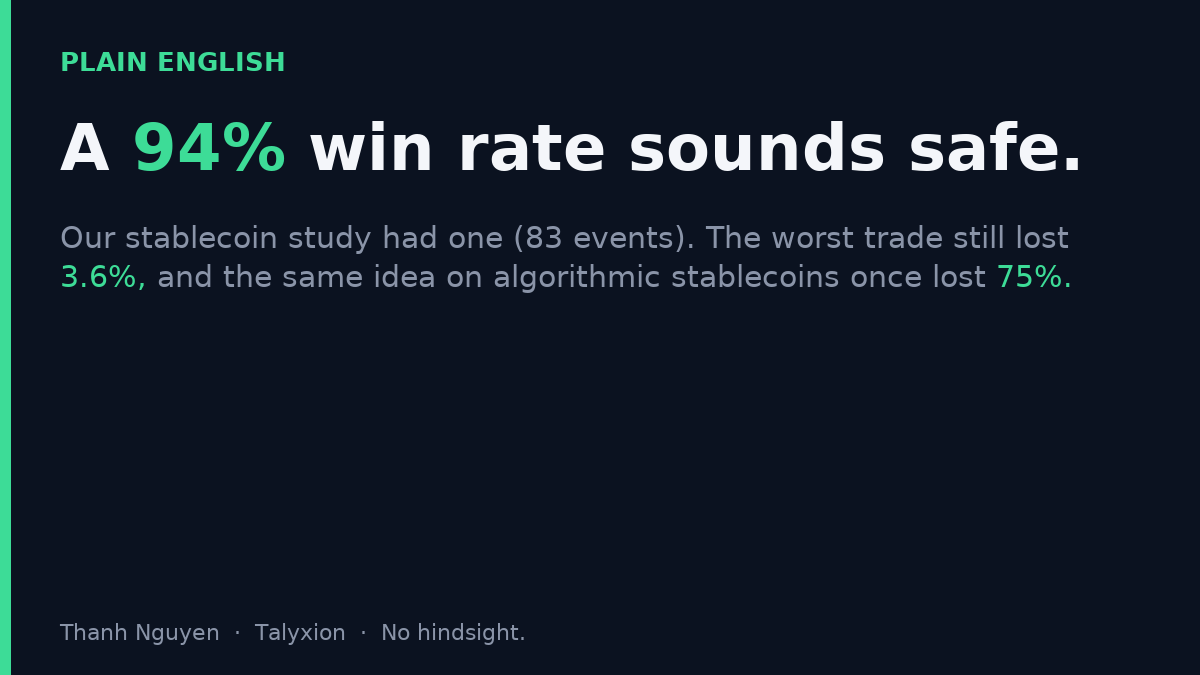 PLAIN ENGLISH
A 94% win rate sounds safe.
Our stablecoin study had one (83 events). The worst trade still lost
3.6%, and the same idea on algorithmic stablecoins once lost 75%.
Thanh Nguyen · Talyxion · No hindsight.